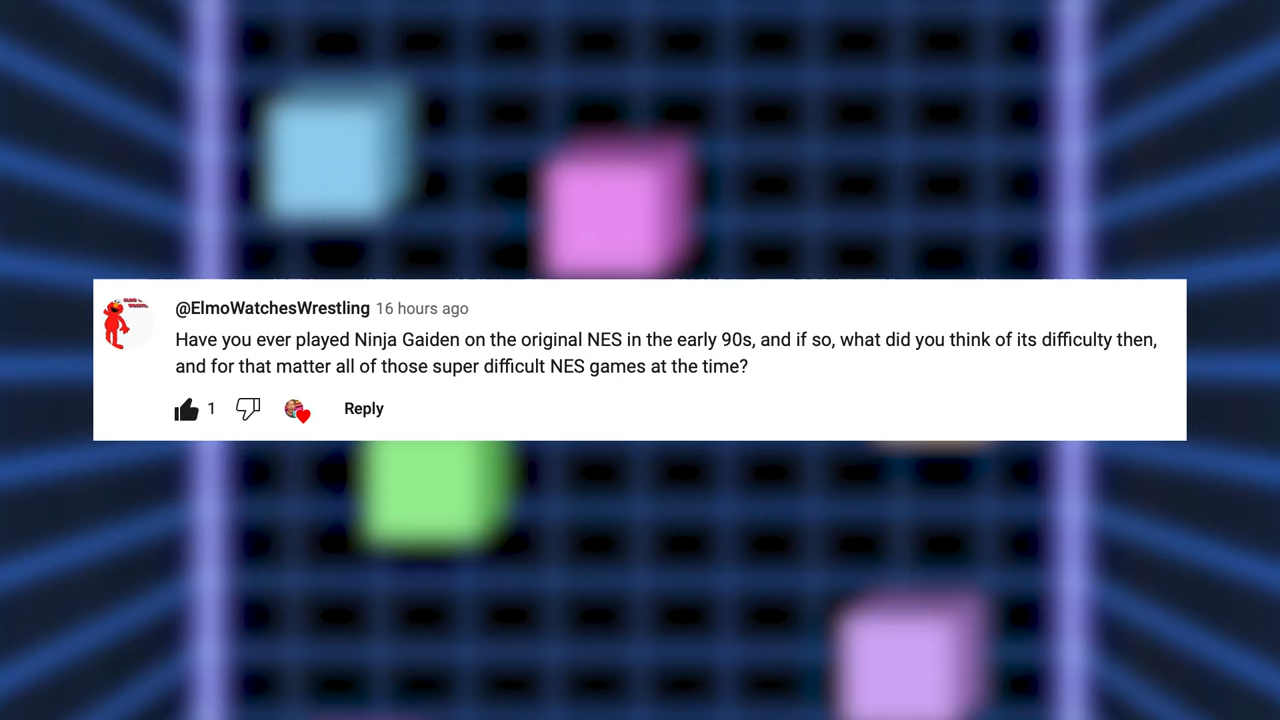 @ElmoWatchesWrestling 16 hours ago
Have you ever played Ninja Gaiden on the original NES in the early 90s, and if so, what did you think of its difficulty then,
and for that matter all of those super difficult NES games at the time?
1 Reply